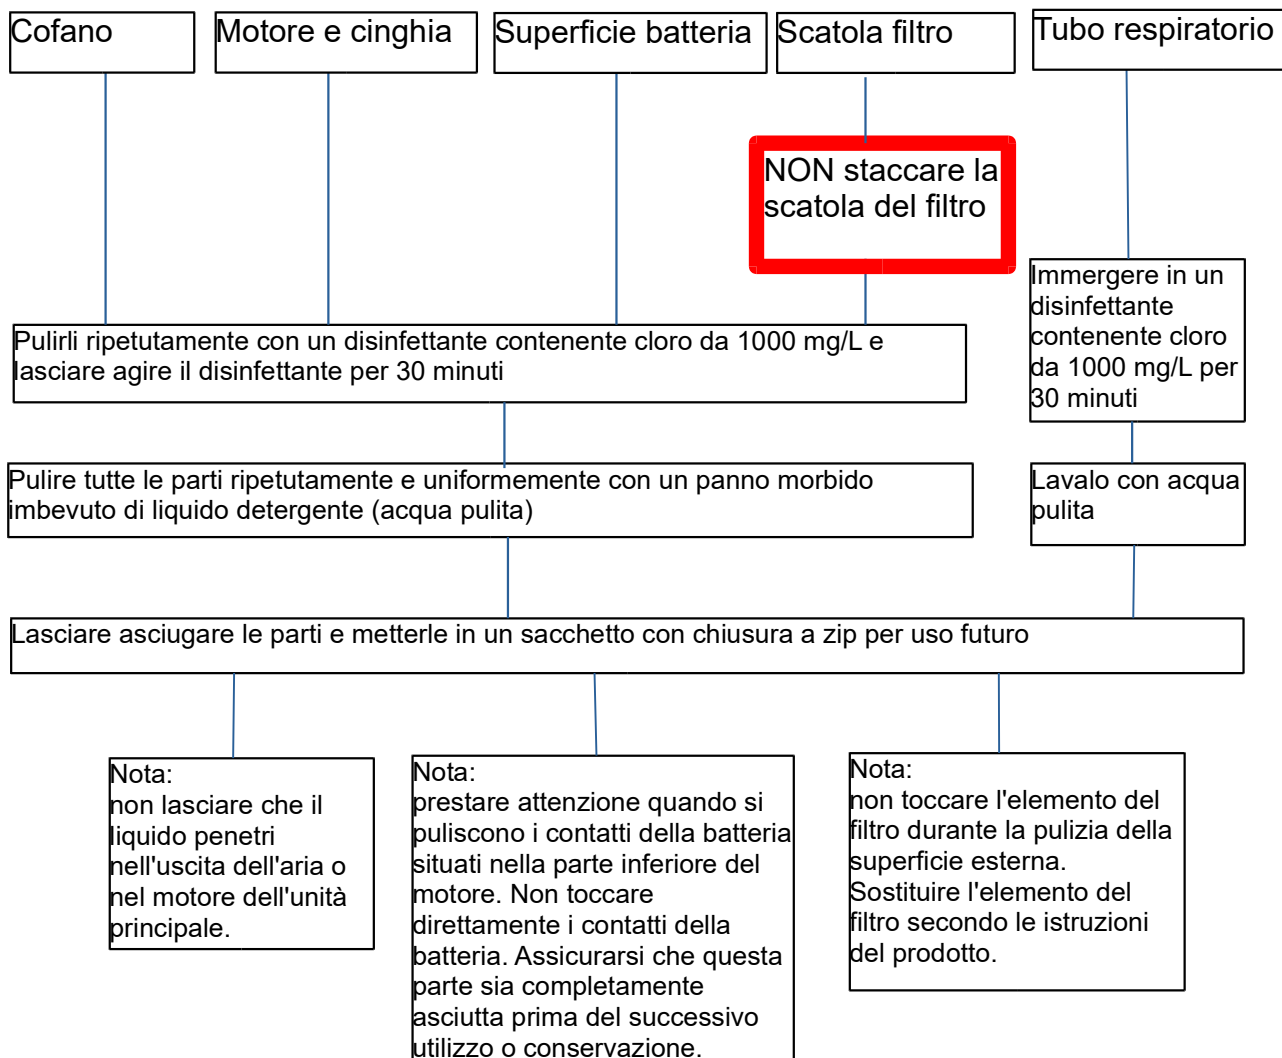 Cofano
Motore e cinghia
Superficie batteria
Scatola filtro
Tubo respiratorio
NON staccare la
scatola del filtro
Immergere in un
disinfettante
contenente cloro
da 1000 mg/L per
30 minuti
Pulirli ripetutamente con un disinfettante contenente cloro da 1000 mg/L e
lasciare agire il disinfettante per 30 minuti
Pulire tutte le parti ripetutamente e uniformemente con un panno morbido
imbevuto di liquido detergente (acqua pulita)
Lavalo con acqua
pulita
Lasciare asciugare le parti e metterle in un sacchetto con chiusura a zip per uso futuro
Nota:
non lasciare che il
liquido penetri
nell'uscita dell'aria o
nel motore dell'unità
principale.
Nota:
prestare attenzione quando si
puliscono i contatti della batteria
situati nella parte inferiore del
motore. Non toccare
direttamente i contatti della
batteria. Assicurarsi che questa
parte sia completamente
asciutta prima del successivo
utilizzo o conservazione.
Nota:
non toccare l'elemento del
filtro durante la pulizia della
superficie esterna.
Sostituire l'elemento del
filtro secondo le istruzioni
del prodotto.